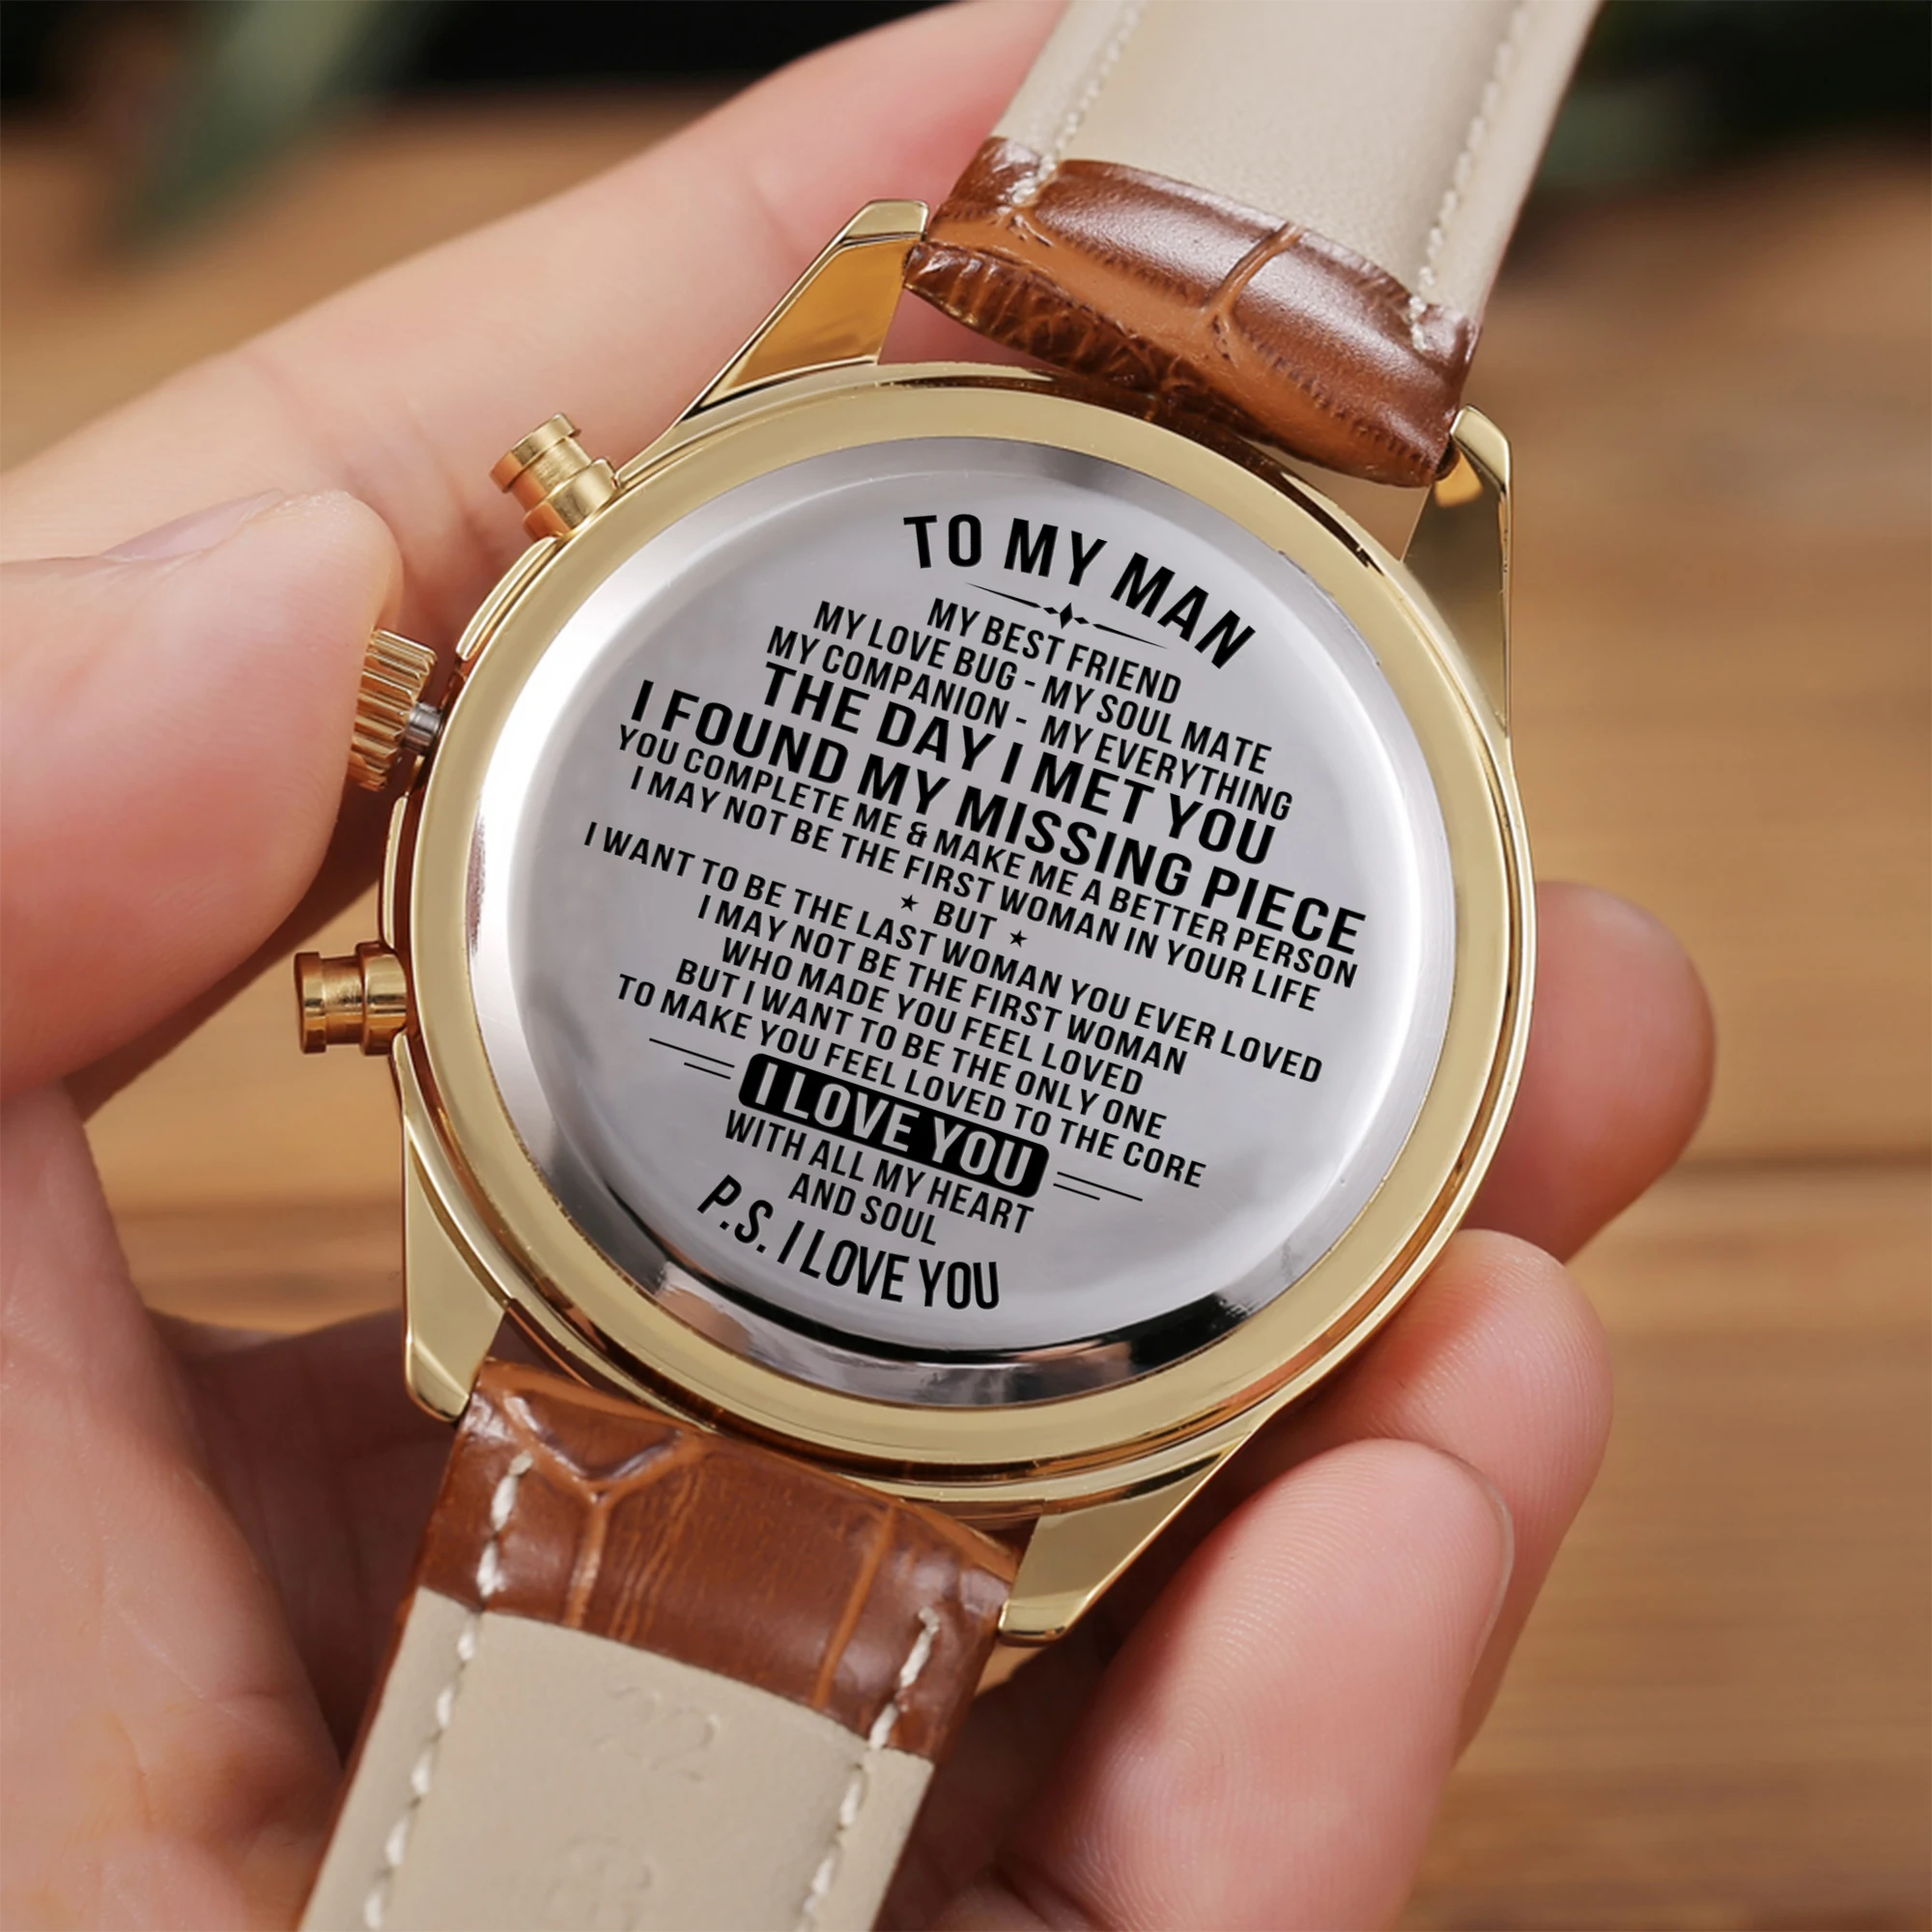 TO MY MAN
MY BEST FRIEND
MY LOVE BUG - MY SOUL MATE
MY COMPANION - MY EVERYTHING
THE DAY I MET YOU
I FOUND MY MISSING PIECE
YOU COMPLETE ME & MAKE ME A BETTER PERSON
I MAY NOT BE THE FIRST WOMAN IN YOUR LIFE
★ BUT ★
I WANT TO BE THE LAST WOMAN YOU EVER LOVED
I MAY NOT BE THE FIRST WOMAN
WHO MADE YOU FEEL LOVED
BUT I WANT TO BE THE ONLY ONE
TO MAKE YOU FEEL LOVED TO THE CORE
I LOVE YOU
WITH ALL MY HEART
AND SOUL
P.S. I LOVE YOU
22